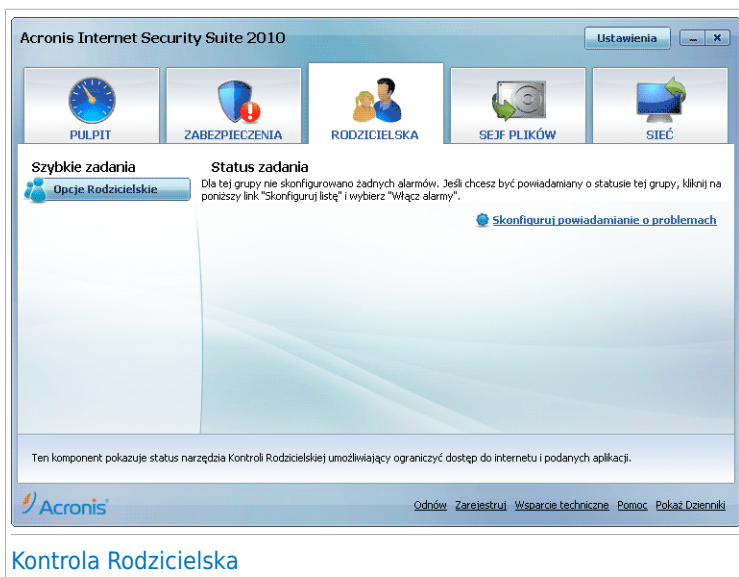 Acronis Internet Security Suite 2010
Ustawienia
PULPIT
ZABEZPIECZENIA
RODZICIELSKA
SEJF PLIKÓW
SIEĆ
Szybkie zadania
Opcje Rodzicielskie
Status zadania
Dla tej grupy nie skonfigurowano żadnych alarmów. Jeśli chcesz być powiadamiany o statusie tej grupy, kliknij na
poniższy link "Skonfiguruj listę" i wybierz "Włącz alarmy".
Skonfiguruj powiadamianie o problemach
Ten komponent pokazuje status narzędzia Kontroli Rodzicielskiej umożliwiający ograniczyć dostęp do internetu i podanych aplikacji.
Acronis
Odnów Zarejestruj Wsparcie techniczne Pomoc Pokaż Dzienniki
Kontrola Rodzicielska